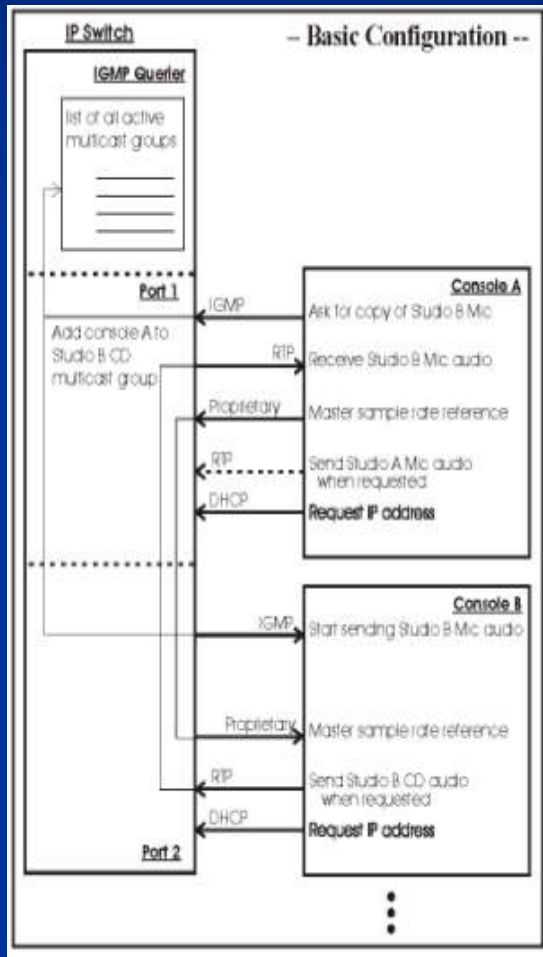 IP Switch
– Basic Configuration --
IGMP Querier
list of all active
multicast groups
Port 1
Add console A to
Studio B CD
multicast group
Console A
IGMP
Ask for copy of Studio B Mic
RTP
Receive Studio B Mic audio
Proprietary
Master sample rate reference
RTP
Send Studio A Mic audio
when requested
DHCP
Request IP address
Console B
IGMP
Start sending Studio B Mic audio
Proprietary
Master sample rate reference
RTP
Send Studio B CD audio
when requested
DHCP
Request IP address
Port 2